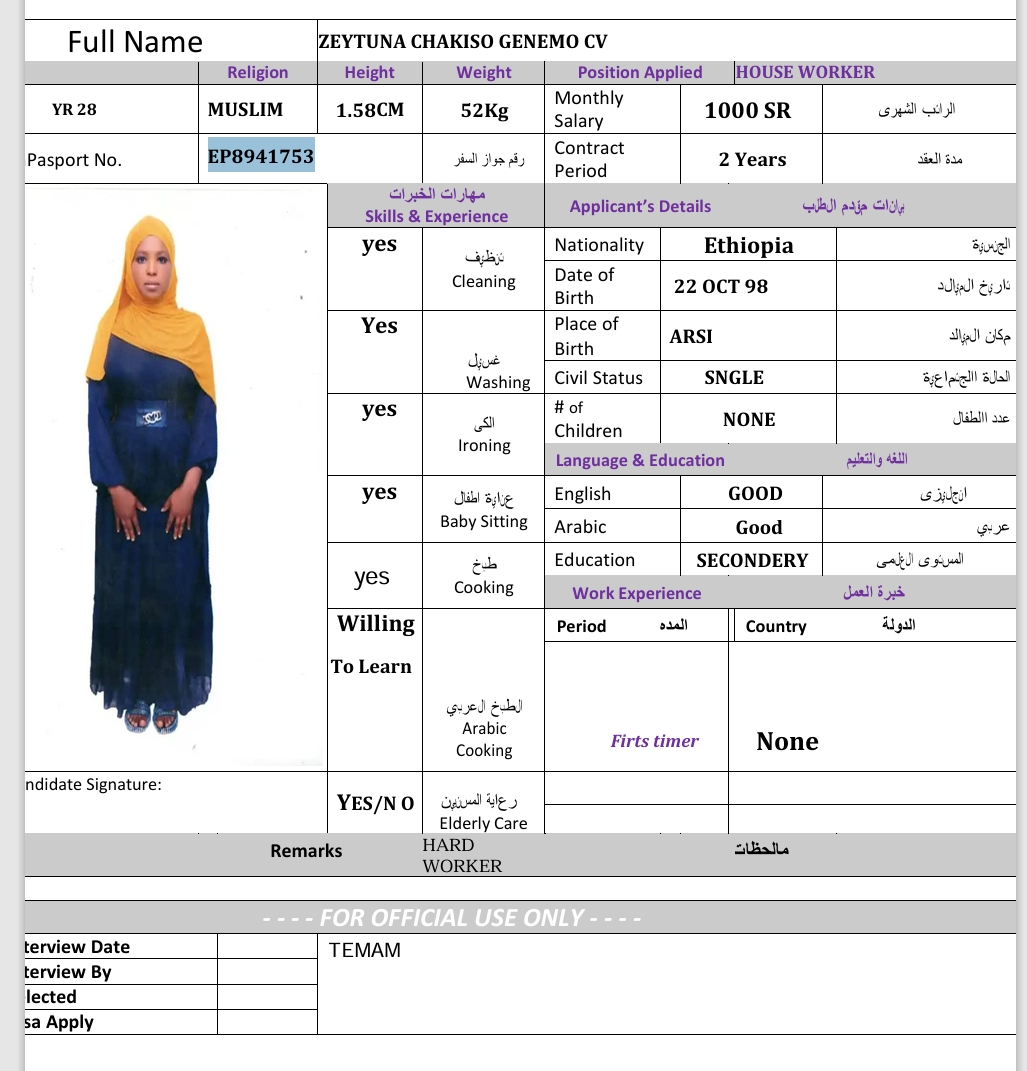 Full Name ZEYTUNA CHAKISO GENEMO CV
Religion Height Weight Position Applied HOUSE WORKER
YR 28 MUSLIM 1.58CM 52Kg Monthly Salary 1000 SR الراتب الشهرى
Pasport No. EP8941753 رقم جواز السفر Contract Period 2 Years مدة العقد
مهارات الخبرات
Skills & Experience
Applicant's Details بيانات مقدم الطلب
yes تنظيف
Cleaning
Yes غسيل
Washing
yes الكى
Ironing
yes عناية اطفال
Baby Sitting
yes طبخ
Cooking
Willing
To Learn
الطبخ العربي
Arabic
Cooking
YES/N O رعاية المسنين
Elderly Care
Nationality Ethiopia الجنسية
Date of Birth 22 OCT 98 تاريخ الميالد
Place of Birth ARSI مكان الميالد
Civil Status SNGLE الحالة االجتماعية
# of Children NONE عدد االطفال
Language & Education اللغه والتعليم
English GOOD انجليزى
Arabic Good عربي
Education SECONDERY المستوى العلمى
Work Experience خبرة العمل
Period المده Country الدولة
Firts timer None
ndidate Signature:
Remarks HARD WORKER مالحظات
- - - - FOR OFFICIAL USE ONLY - - - -
terview Date TEMAM
terview By
lected
sa Apply